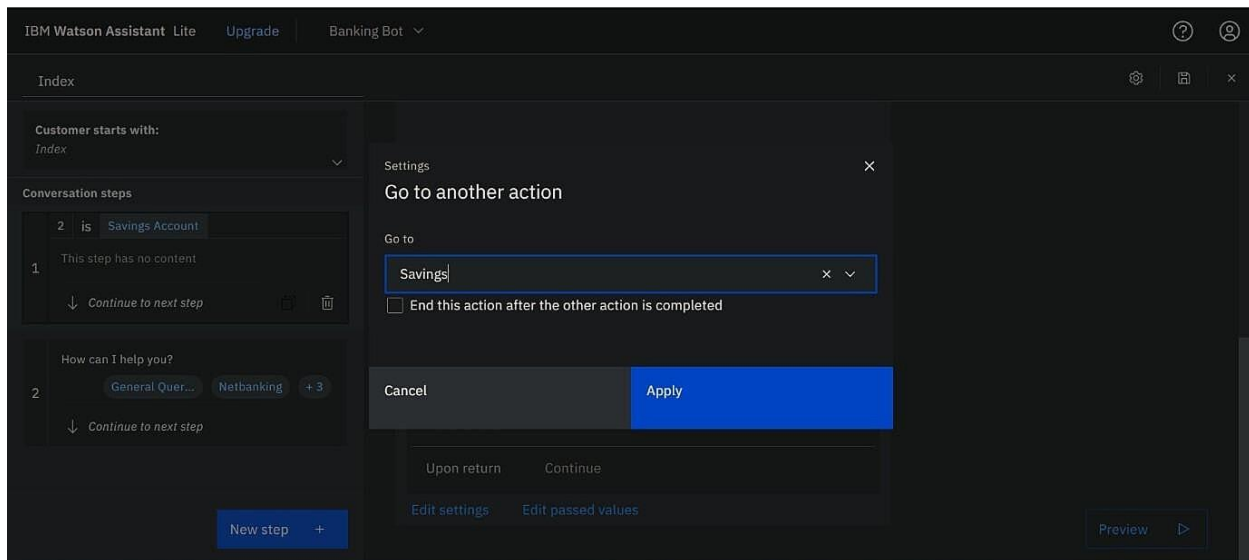 IBM Watson Assistant Lite Upgrade Banking Bot
Index
Customer starts with:
Index
Conversation steps
1
2 is Savings Account
This step has no content
Continue to next step
2
How can I help you?
General Quer... Netbanking + 3
Continue to next step
New step +
Settings
Go to another action
Go to
Savings
End this action after the other action is completed
Cancel Apply
Upon return Continue
Edit settings Edit passed values
Preview